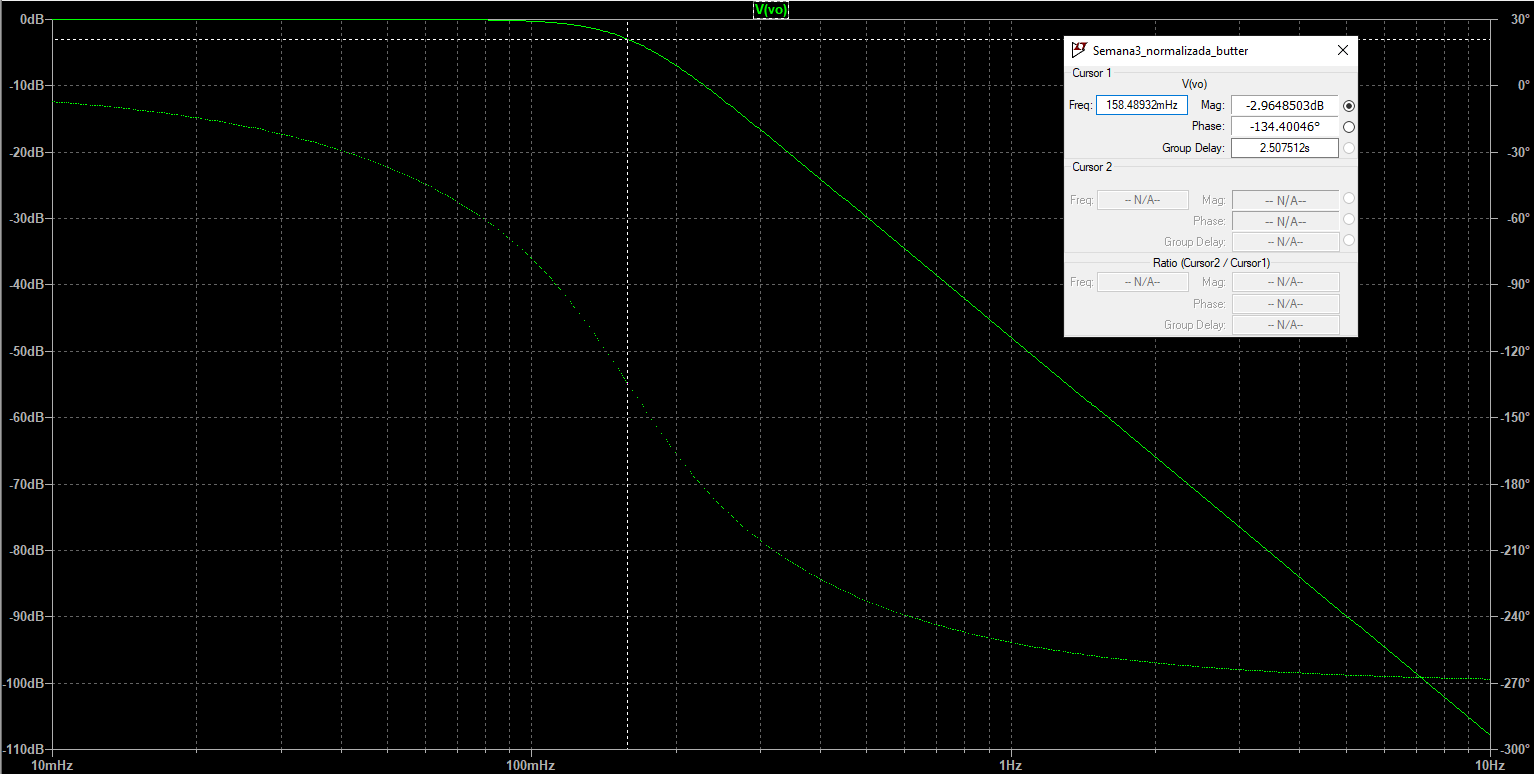 V(vo)
0dB
-10dB
-20dB
-30dB
-40dB
-50dB
-60dB
-70dB
-80dB
-90dB
-100dB
-110dB
30°
0°
-30°
-60°
-90°
-120°
-150°
-180°
-210°
-240°
-270°
-300°
10mHz
100mHz
1Hz
10Hz
Semana3_normalizada_butter
Cursor 1
V(vo)
Freq: 158.48932mHz Mag: -2.9648503dB
Phase: -134.40046°
Group Delay: 2.507512s
Cursor 2
Freq: -- N/A-- Mag: -- N/A--
Phase: -- N/A--
Group Delay: -- N/A--
Ratio (Cursor2 / Cursor1)
Freq: -- N/A-- Mag: -- N/A--
Phase: -- N/A--
Group Delay: -- N/A--